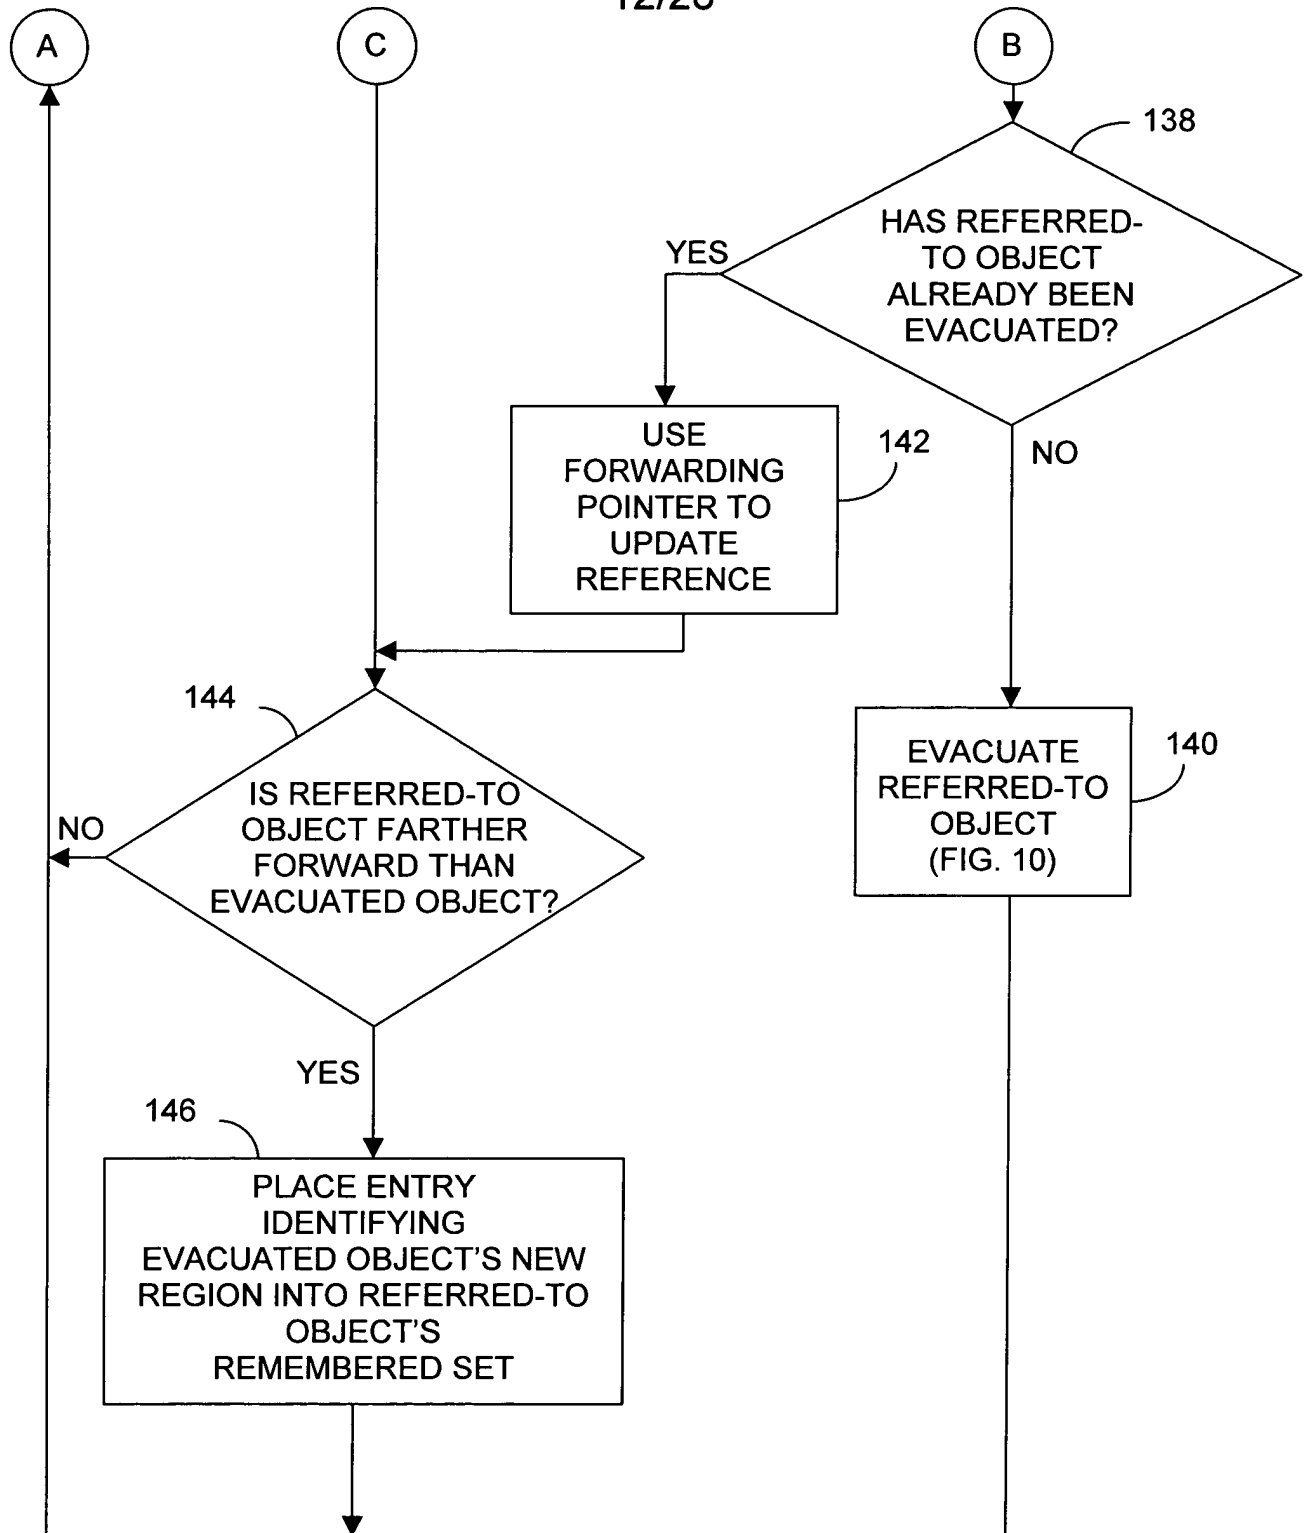 A
C
B
138
HAS REFERRED-
TO OBJECT
ALREADY BEEN
EVACUATED?
YES
NO
USE
FORWARDING
POINTER TO
UPDATE
REFERENCE
142
144
IS REFERRED-TO
OBJECT FARTHER
FORWARD THAN
EVACUATED OBJECT?
NO
YES
EVACUATE
REFERRED-TO
OBJECT
(FIG. 10)
140
146
PLACE ENTRY
IDENTIFYING
EVACUATED OBJECT'S NEW
REGION INTO REFERRED-TO
OBJECT'S
REMEMBERED SET